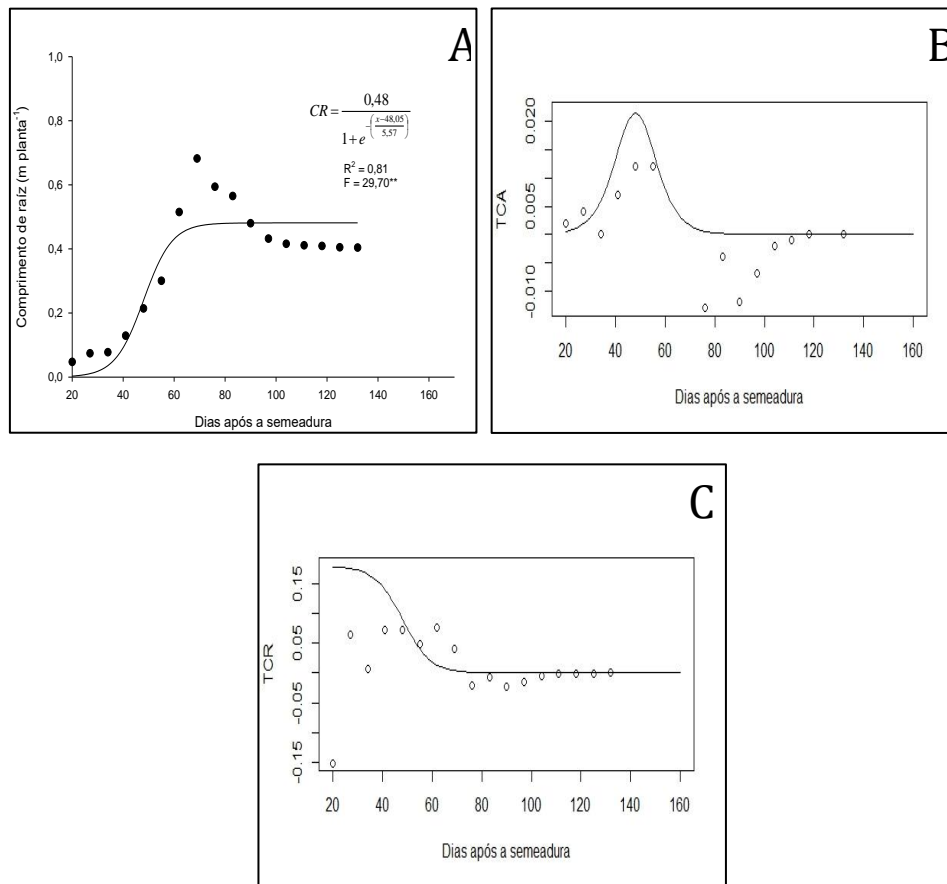 A
1,0
0,8
0,6
0,4
0,2
0,0
20 40 60 80 100 120 140 160
Comprimento de raíz (m planta⁻¹)
Dias após a semeadura
CR = 0,48 / 1+e^-(x-48,05 / 5,57)
R² = 0,81
F = 29,70**
B
0.020
0.005
-0.010
TCA
20 40 60 80 100 120 140 160
Dias após a semeadura
C
0.15
0.05
-0.05
-0.15
TCR
20 40 60 80 100 120 140 160
Dias após a semeadura